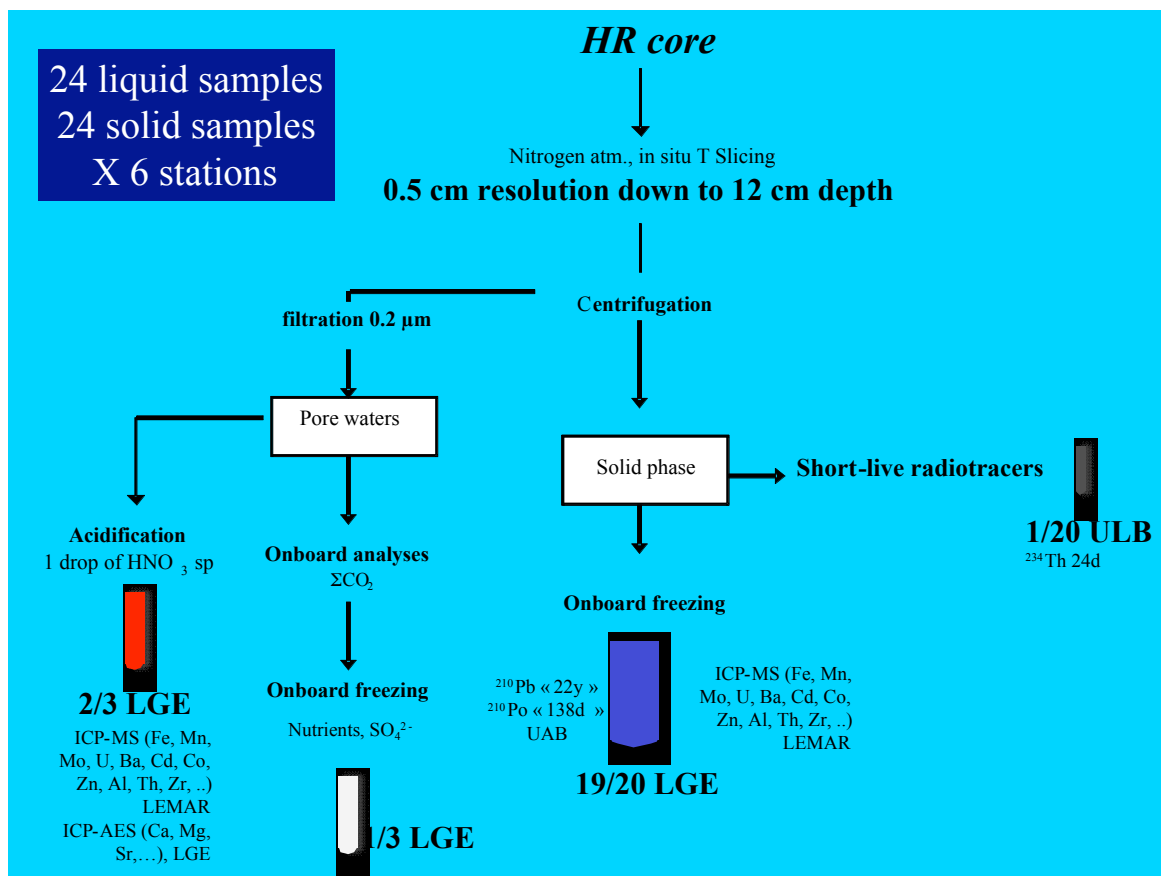 HR core
24 liquid samples
24 solid samples
X 6 stations
Nitrogen atm., in situ T Slicing
0.5 cm resolution down to 12 cm depth
Centrifugation
filtration 0.2 µm
Pore waters
Solid phase
Short-live radiotracers
1/20 ULB
²³⁴Th 24d
Acidification
1 drop of HNO₃ sp
2/3 LGE
ICP-MS (Fe, Mn,
Mo, U, Ba, Cd, Co,
Zn, Al, Th, Zr, ..)
LEMAR
ICP-AES (Ca, Mg,
Sr,…), LGE
Onboard analyses
ΣCO₂
Onboard freezing
Nutrients, SO₄²⁻
1/3 LGE
Onboard freezing
²¹⁰Pb « 22y »
²¹⁰Po « 138d »
UAB
ICP-MS (Fe, Mn,
Mo, U, Ba, Cd, Co,
Zn, Al, Th, Zr, ..)
LEMAR
19/20 LGE